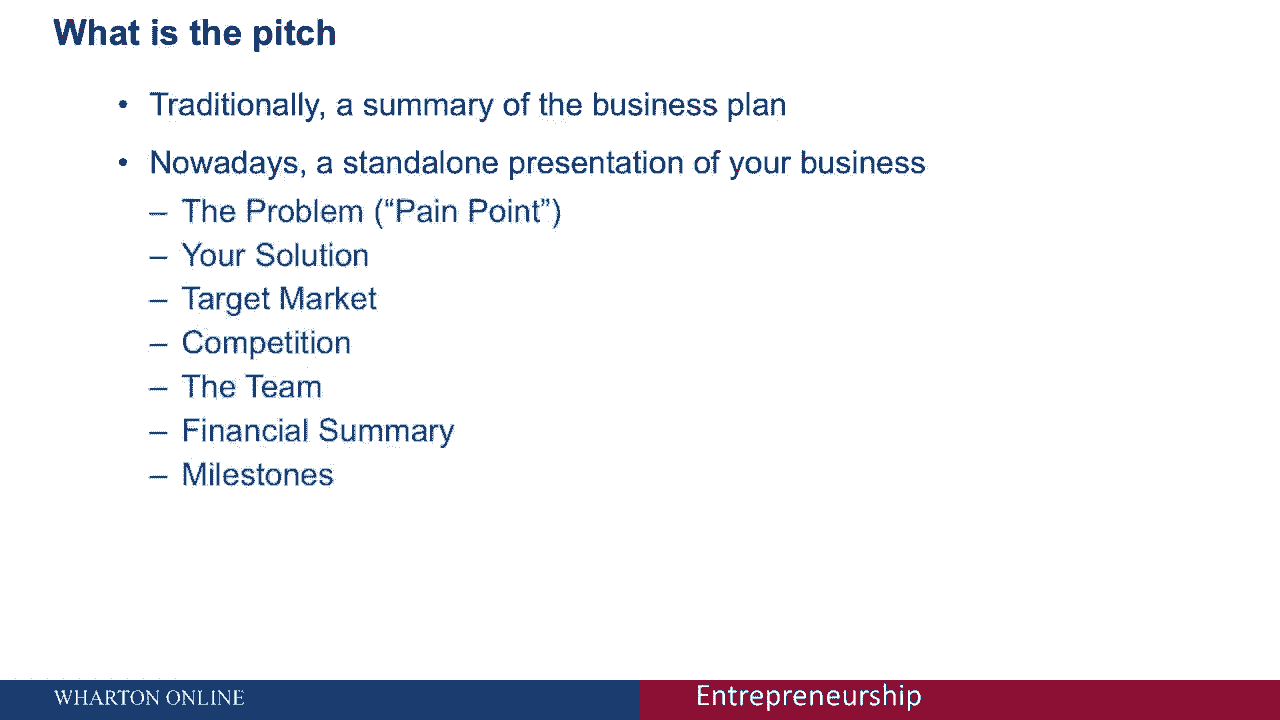 What is the pitch
• Traditionally, a summary of the business plan
• Nowadays, a standalone presentation of your business
– The Problem (“Pain Point”)
– Your Solution
– Target Market
– Competition
– The Team
– Financial Summary
– Milestones
WHARTON ONLINE
Entrepreneurship